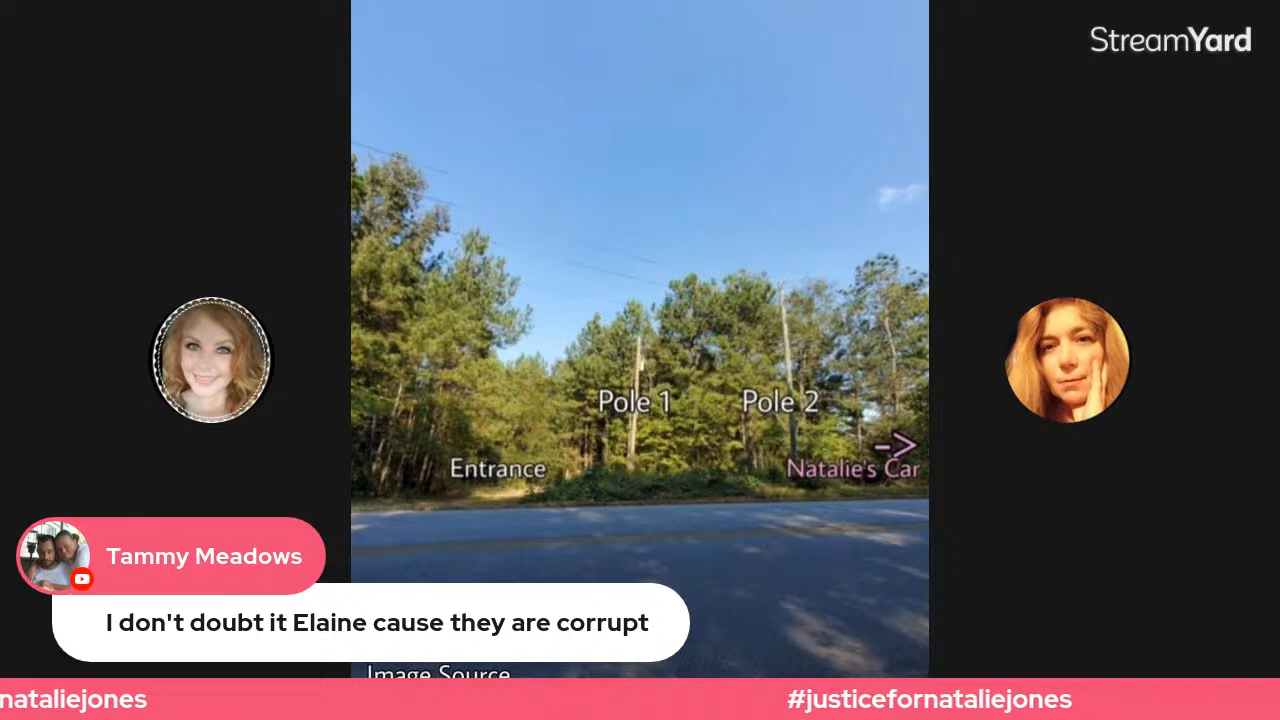 StreamYard
Pole 1
Pole 2
Entrance
->
Natalie's Car
Tammy Meadows
I don't doubt it Elaine cause they are corrupt
Image Source
nataliejones
#justicefornataliejones